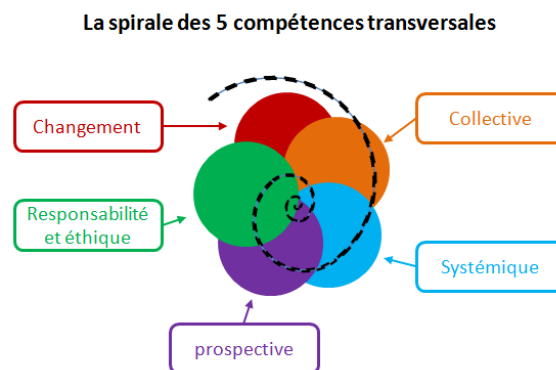 La spirale des 5 compétences transversales
Changement
Collective
Responsabilité
et éthique
Systémique
prospective